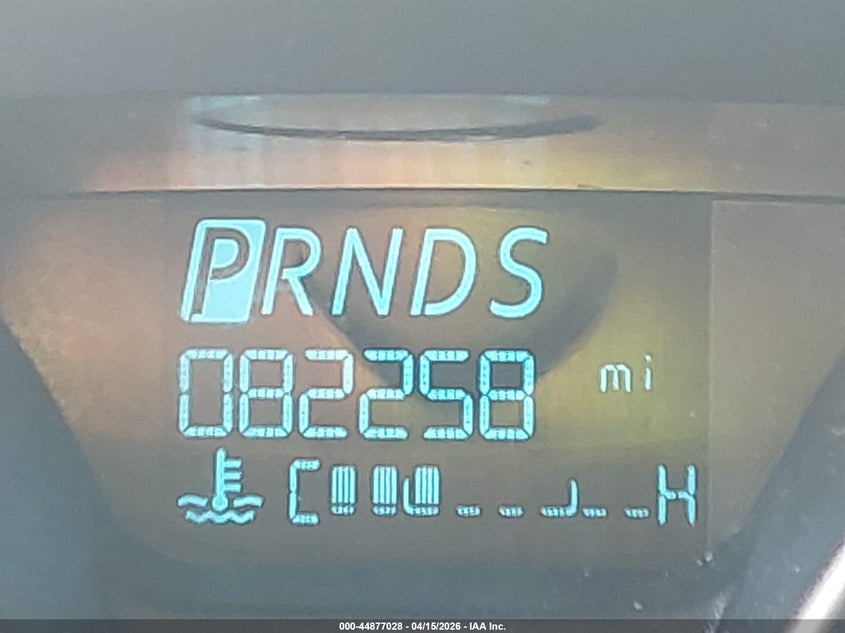 PRNDS
082258 mi
C H
000-44877028 - 04/15/2026 - IAA Inc.